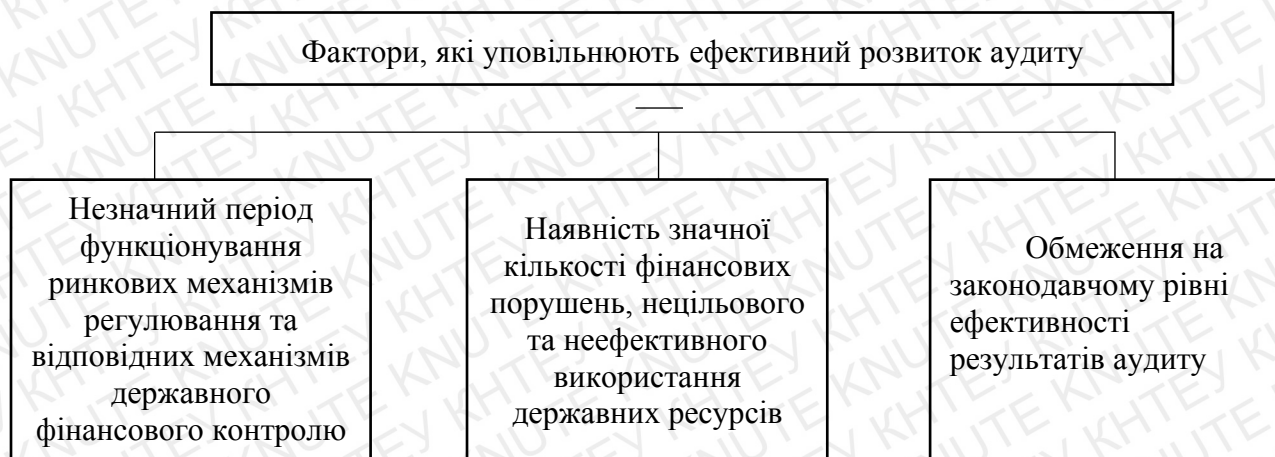 Фактори, які уповільнюють ефективний розвиток аудиту
Незначний період
функціонування
ринкових механізмів
регулювання та
відповідних механізмів
державного
фінансового контролю
Наявність значної
кількості фінансових
порушень, нецільового
та неефективного
використання
державних ресурсів
Обмеження на
законодавчому рівні
ефективності
результатів аудиту